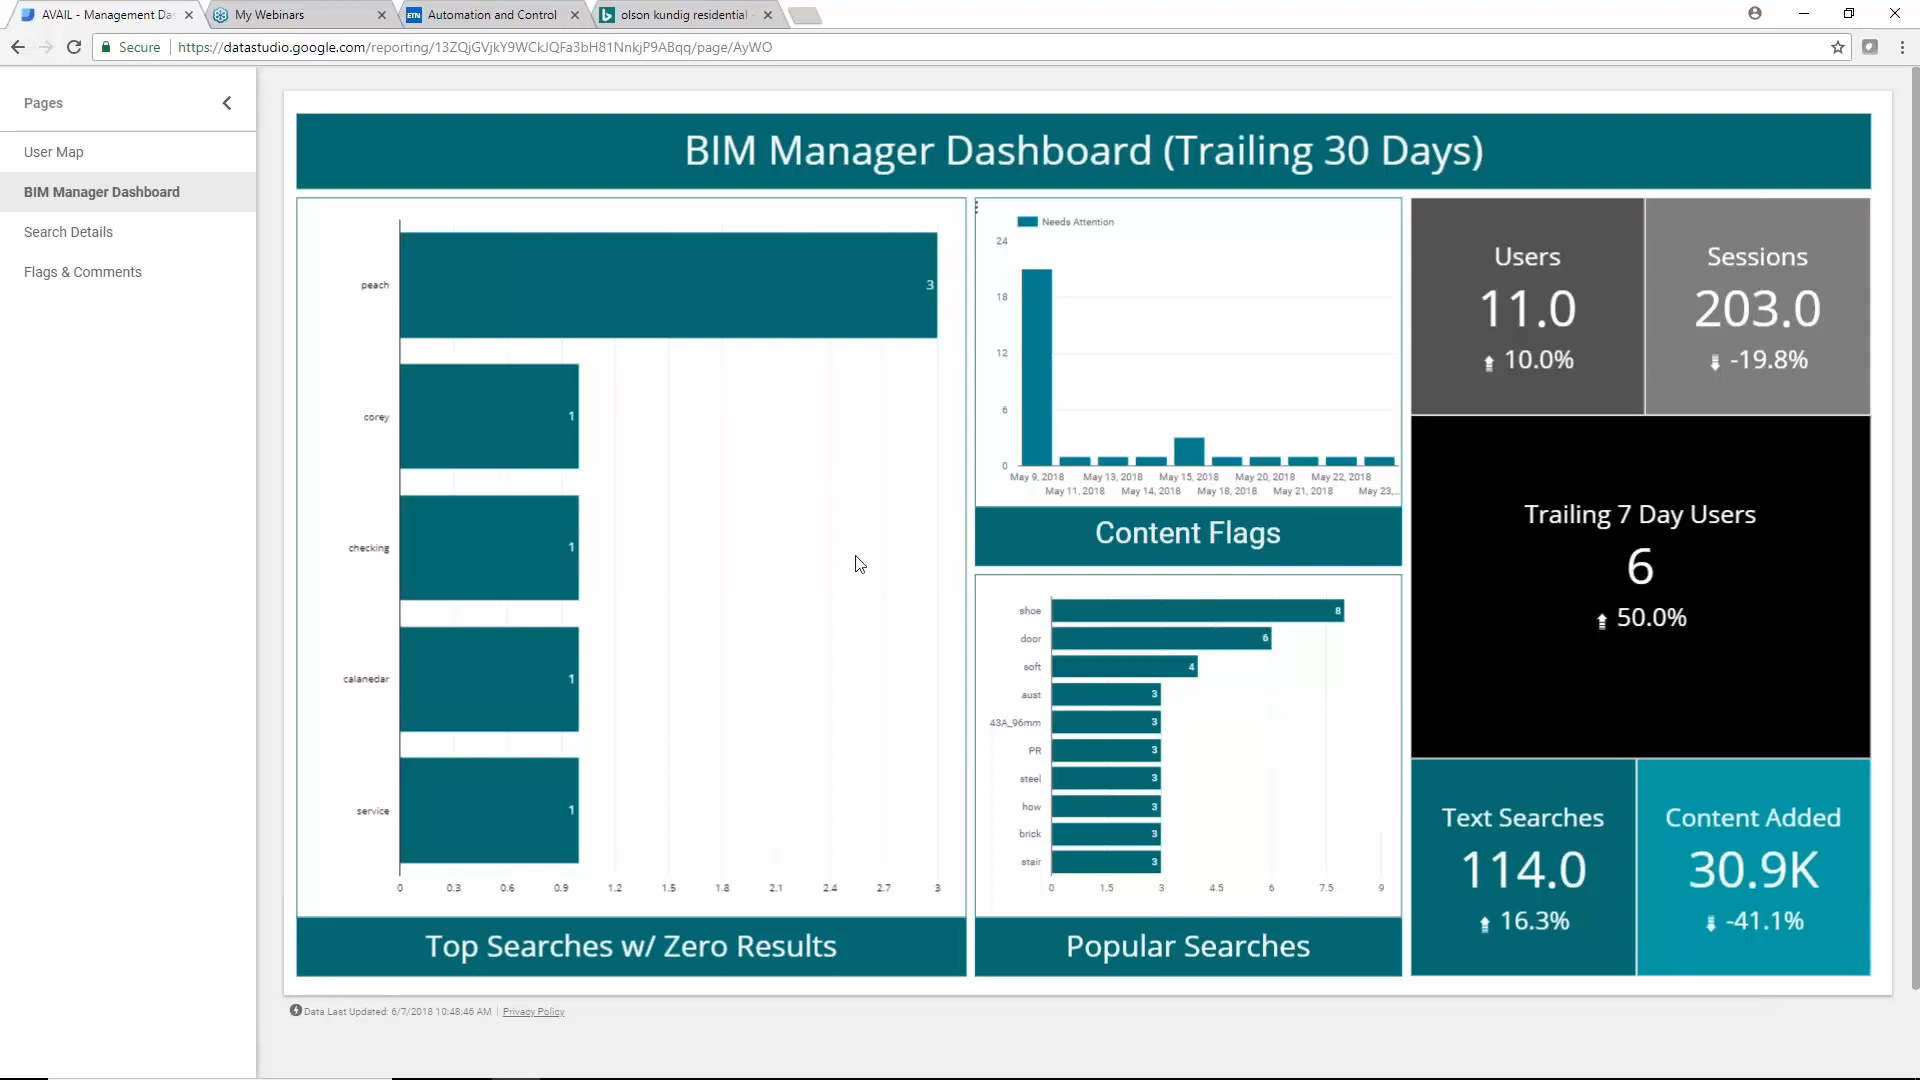 AVAIL - Management Da
My Webinars
ETN Automation and Control
olson kundig residential
Secure https://datastudio.google.com/reporting/13ZQjGVjkY9WCkJQFa3bH81NnkjP9ABqq/page/AyWO
Pages
User Map
BIM Manager Dashboard
Search Details
Flags & Comments
BIM Manager Dashboard (Trailing 30 Days)
peach 3
corey 1
checking 1
calanedar 1
service 1
0 0.3 0.6 0.9 1.2 1.5 1.8 2.1 2.4 2.7 3
Top Searches w/ Zero Results
Needs Attention
24
18
12
6
0
May 9, 2018 May 13, 2018 May 15, 2018 May 20, 2018 May 22, 2018
May 11, 2018 May 14, 2018 May 18, 2018 May 21, 2018 May 23,...
Content Flags
shoe 8
door 6
soft 4
aust 3
43A_96mm 3
PR 3
steel 3
how 3
brick 3
stair 3
0 1.5 3 4.5 6 7.5 9
Popular Searches
Users
11.0
10.0%
Sessions
203.0
-19.8%
Trailing 7 Day Users
6
50.0%
Text Searches
114.0
16.3%
Content Added
30.9K
-41.1%
Data Last Updated: 6/7/2018 10:48:46 AM | Privacy Policy